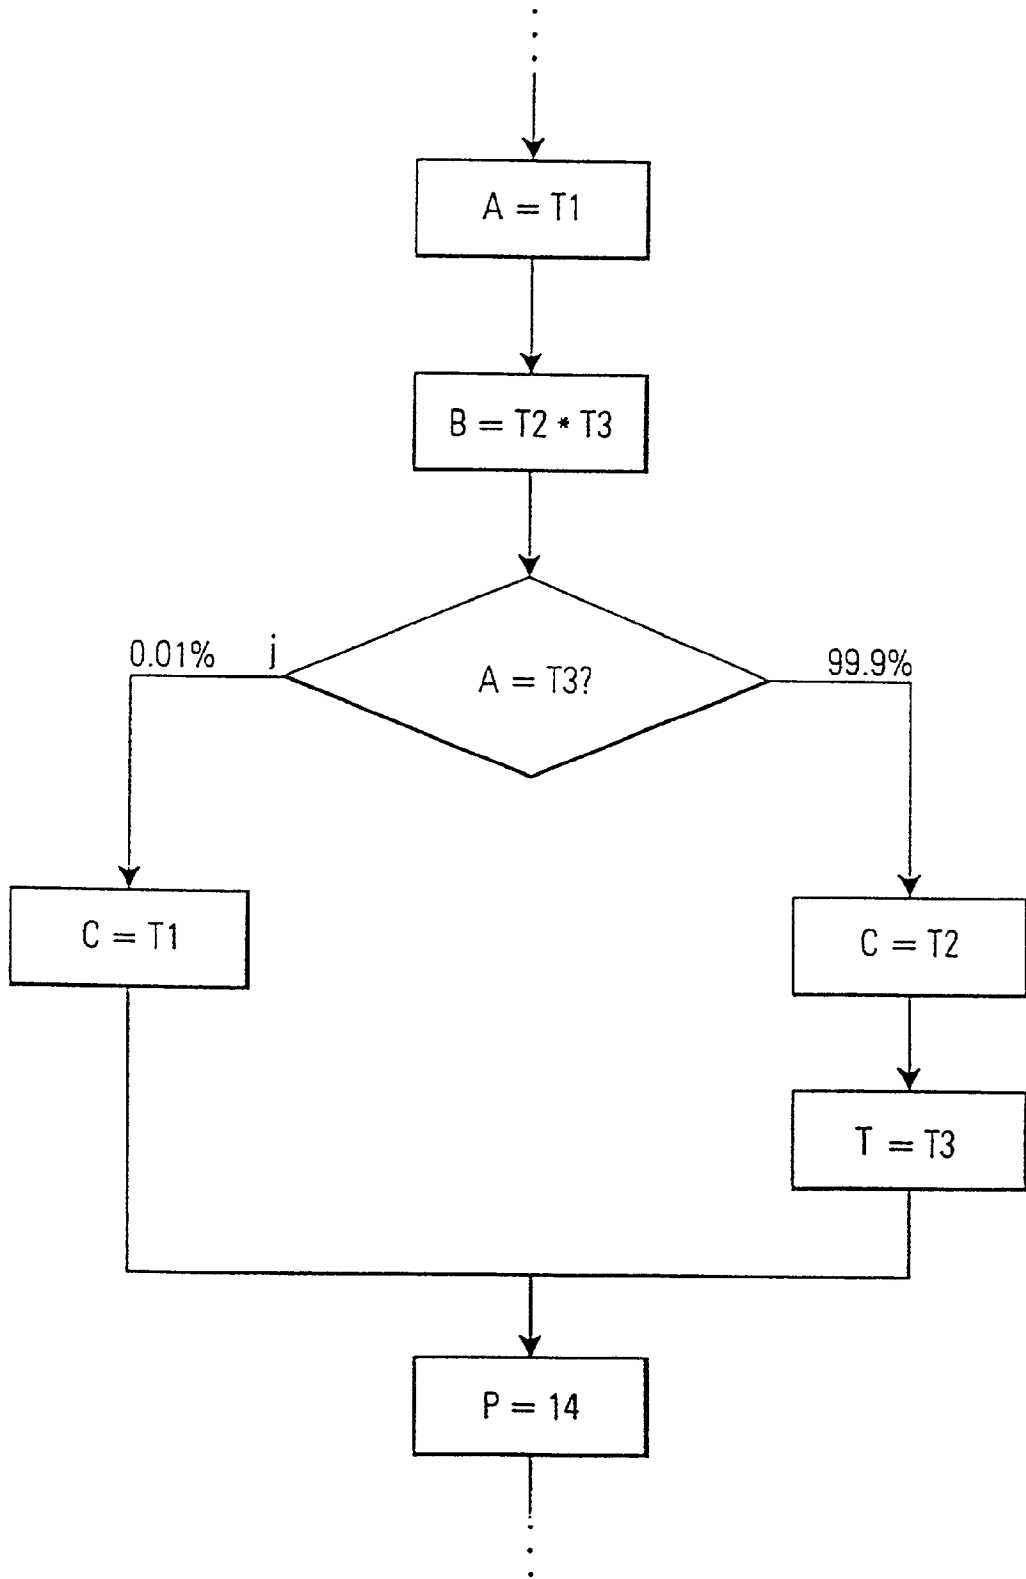 A = T1
B = T2 * T3
0.01%
j
A = T3?
99.9%
C = T1
C = T2
T = T3
P = 14